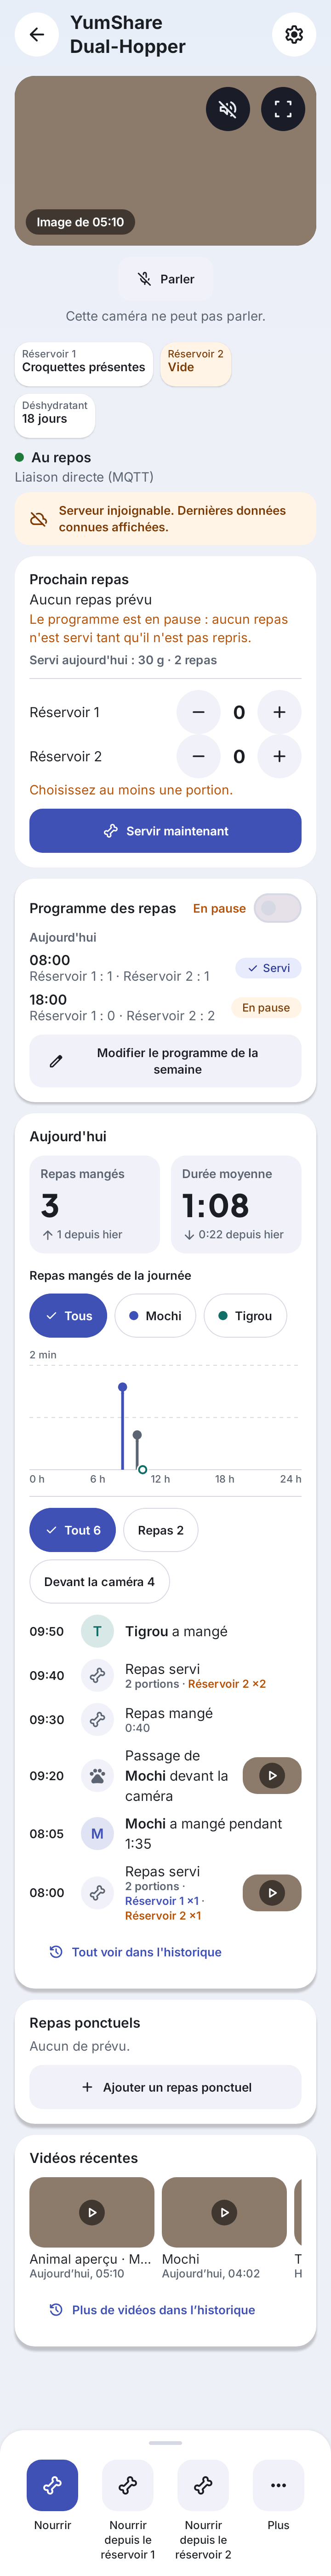 YumShare
Dual-Hopper
Image de 05:10
Parler
Cette caméra ne peut pas parler.
Réservoir 1
Croquettes présentes
Réservoir 2
Vide
Déshydratant
18 jours
Au repos
Liaison directe (MQTT)
Serveur injoignable. Dernières données
connues affichées.
Prochain repas
Aucun repas prévu
Le programme est en pause : aucun repas
n'est servi tant qu'il n'est pas repris.
Servi aujourd'hui : 30 g · 2 repas
Réservoir 1
0
Réservoir 2
0
Choisissez au moins une portion.
Servir maintenant
Programme des repas
En pause
Aujourd'hui
08:00
Réservoir 1 : 1 · Réservoir 2 : 1
Servi
18:00
Réservoir 1 : 0 · Réservoir 2 : 2
En pause
Modifier le programme de la
semaine
Aujourd'hui
Repas mangés
3
1 depuis hier
Durée moyenne
1:08
0:22 depuis hier
Repas mangés de la journée
Tous
Mochi
Tigrou
2 min
0 h 6 h 12 h 18 h 24 h
Tout 6
Repas 2
Devant la caméra 4
09:50
T
Tigrou a mangé
09:40
Repas servi
2 portions · Réservoir 2 ×2
09:30
Repas mangé
0:40
09:20
Passage de
Mochi devant la
caméra
08:05
M
Mochi a mangé pendant
1:35
08:00
Repas servi
2 portions ·
Réservoir 1 ×1 ·
Réservoir 2 ×1
Tout voir dans l'historique
Repas ponctuels
Aucun de prévu.
Ajouter un repas ponctuel
Vidéos récentes
Animal aperçu · M...
Aujourd'hui, 05:10
Mochi
Aujourd'hui, 04:02
T
H
Plus de vidéos dans l'historique
Nourrir
Nourrir
depuis le
réservoir 1
Nourrir
depuis le
réservoir 2
Plus